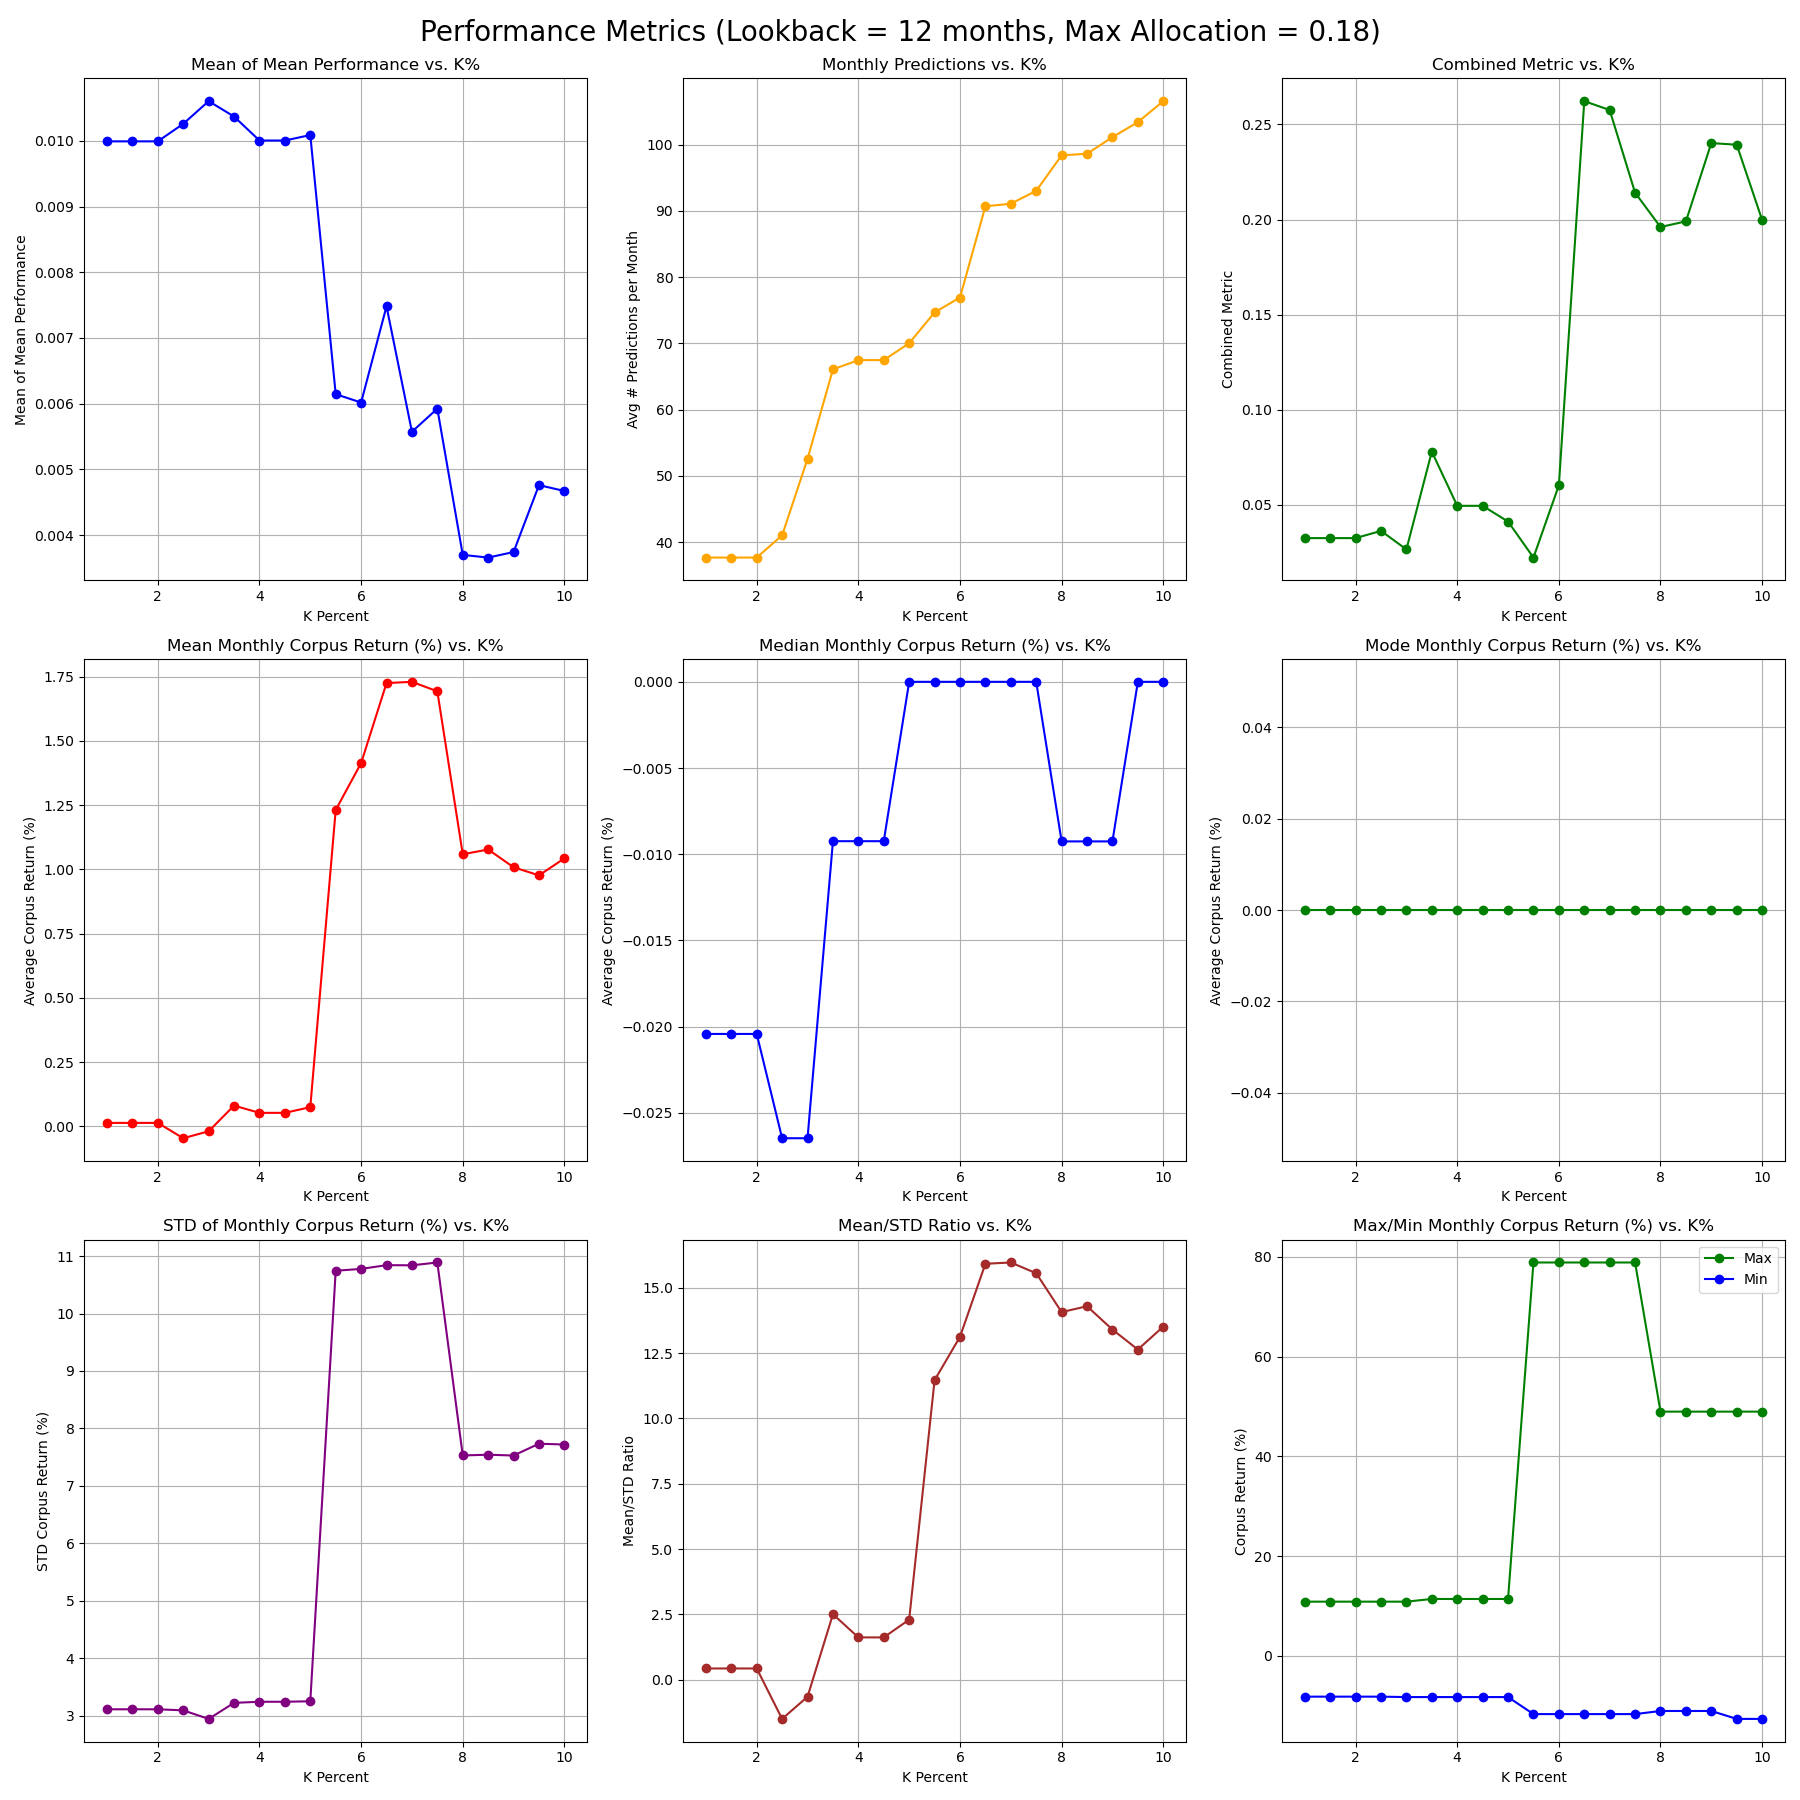 Performance Metrics (Lookback = 12 months, Max Allocation = 0.18)
Mean of Mean Performance vs. K%
Mean of Mean Performance
0.010
0.009
0.008
0.007
0.006
0.005
0.004
2 4 6 8 10
K Percent
Monthly Predictions vs. K%
Avg # Predictions per Month
100
90
80
70
60
50
40
2 4 6 8 10
K Percent
Combined Metric vs. K%
Combined Metric
0.25
0.20
0.15
0.10
0.05
2 4 6 8 10
K Percent
Mean Monthly Corpus Return (%) vs. K%
Average Corpus Return (%)
1.75
1.50
1.25
1.00
0.75
0.50
0.25
0.00
2 4 6 8 10
K Percent
Median Monthly Corpus Return (%) vs. K%
Average Corpus Return (%)
0.000
−0.005
−0.010
−0.015
−0.020
−0.025
2 4 6 8 10
K Percent
Mode Monthly Corpus Return (%) vs. K%
Average Corpus Return (%)
0.04
0.02
0.00
−0.02
−0.04
2 4 6 8 10
K Percent
STD of Monthly Corpus Return (%) vs. K%
STD Corpus Return (%)
11
10
9
8
7
6
5
4
3
2 4 6 8 10
K Percent
Mean/STD Ratio vs. K%
Mean/STD Ratio
15.0
12.5
10.0
7.5
5.0
2.5
0.0
2 4 6 8 10
K Percent
Max/Min Monthly Corpus Return (%) vs. K%
Corpus Return (%)
Max
Min
80
60
40
20
0
2 4 6 8 10
K Percent